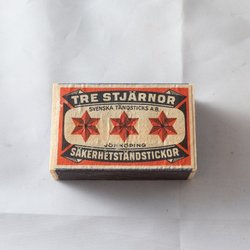 TRE STJÄRNOR
SVENSKA TÄNDSTICKS A.B.
JÖNKÖPING
SÄKERHETSTÄNDSTICKOR